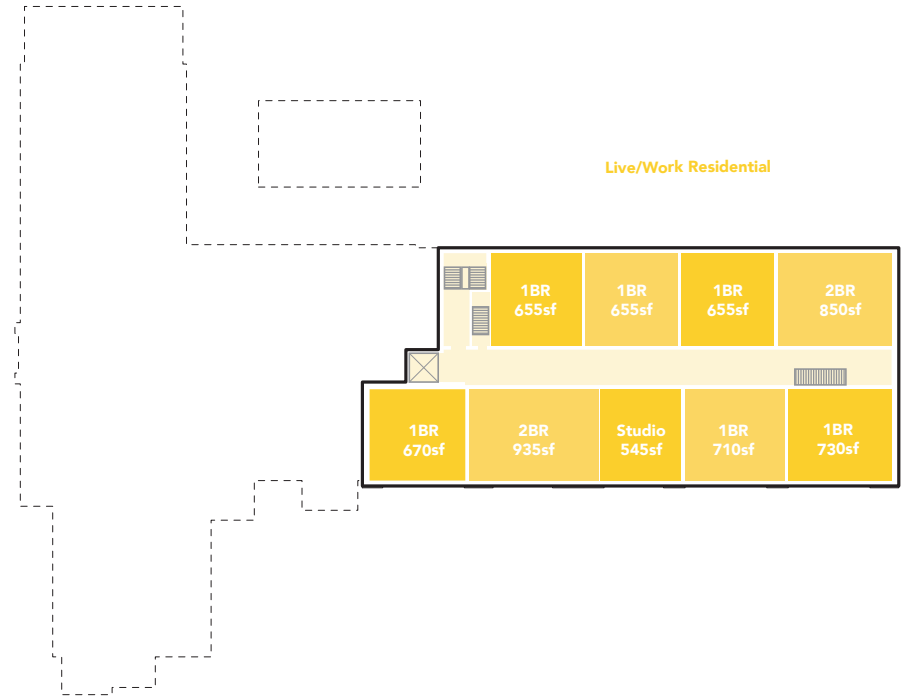 Live/Work Residential
1BR
655sf
1BR
655sf
1BR
655sf
2BR
850sf
1BR
670sf
2BR
935sf
Studio
545sf
1BR
710sf
1BR
730sf